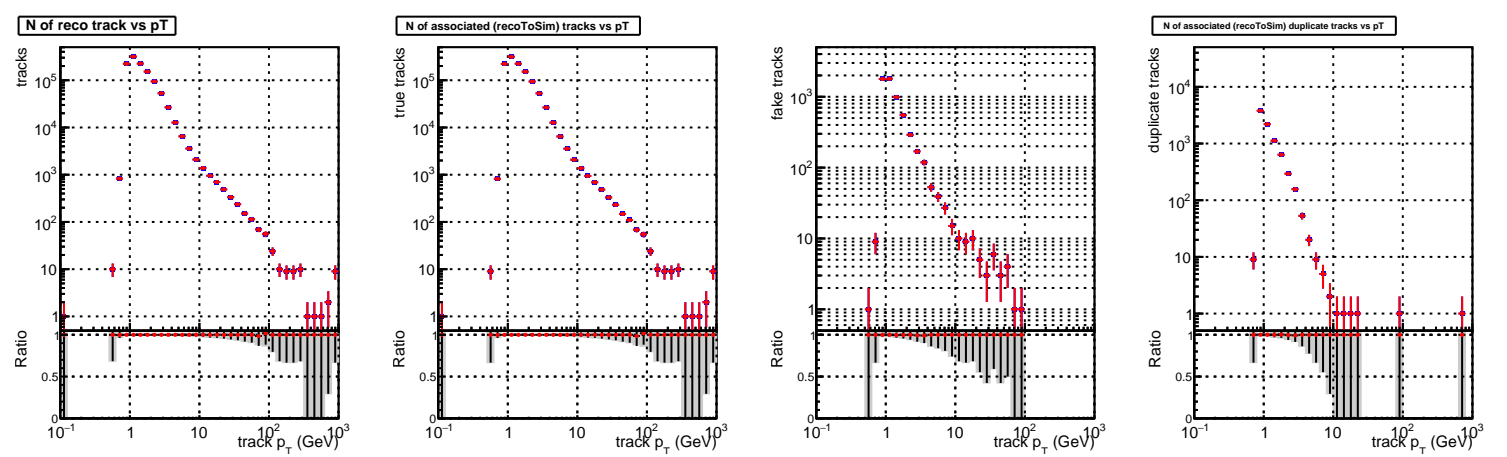 N of reco track vs pT
tracks
10^5
10^4
10^3
10^2
10
1
Ratio
1
0.5
0
10^−1 1 10 10^2 10^3
track p_T (GeV)
N of associated (recoToSim) tracks vs pT
true tracks
10^5
10^4
10^3
10^2
10
1
Ratio
1
0.5
0
10^−1 1 10 10^2 10^3
track p_T (GeV)
fake tracks
10^3
10^2
10
1
Ratio
1
0.5
0
10^−1 1 10 10^2 10^3
track p_T (GeV)
N of associated (recoToSim) duplicate tracks vs pT
duplicate tracks
10^4
10^3
10^2
10
1
Ratio
1
0.5
0
10^−1 1 10 10^2 10^3
track p_T (GeV)